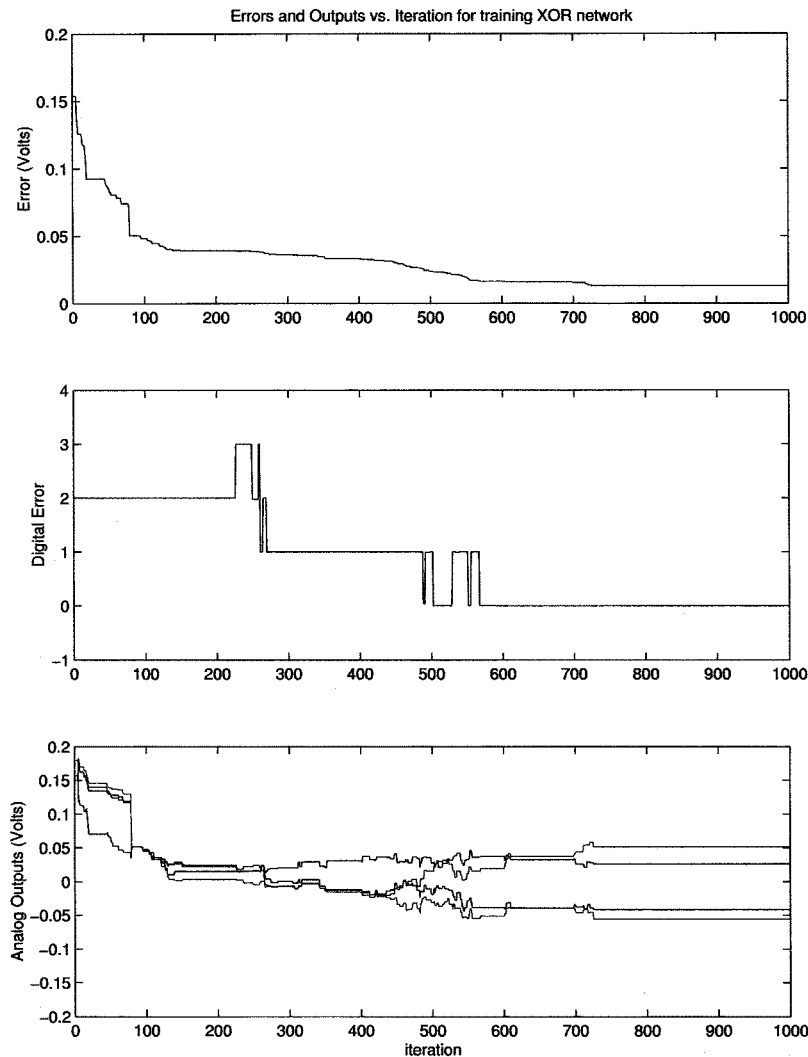 Errors and Outputs vs. Iteration for training XOR network
0.2
0.15
0.1
0.05
0
Error (Volts)
0 100 200 300 400 500 600 700 800 900 1000
4
3
2
1
0
−1
Digital Error
0 100 200 300 400 500 600 700 800 900 1000
0.2
0.15
0.1
0.05
0
−0.05
−0.1
−0.15
−0.2
Analog Outputs (Volts)
0 100 200 300 400 500 600 700 800 900 1000
iteration